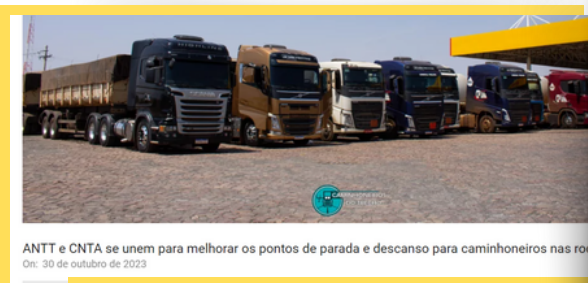 HIGHLINE
ANTT e CNTA se unem para melhorar os pontos de parada e descanso para caminhoneiros nas
On: 30 de outubro de 2023